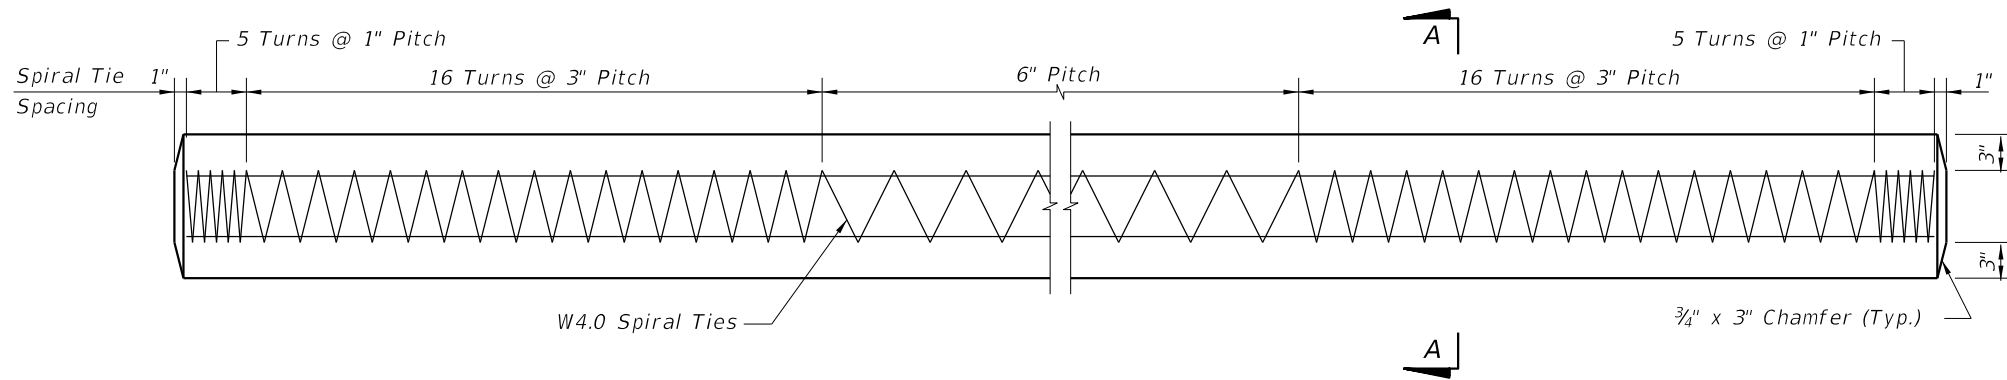 A
5 Turns @ 1" Pitch
5 Turns @ 1" Pitch
Spiral Tie
Spacing
1"
16 Turns @ 3" Pitch
6" Pitch
16 Turns @ 3" Pitch
1"
3"
3"
W4.0 Spiral Ties
¾" x 3" Chamfer (Typ.)
A